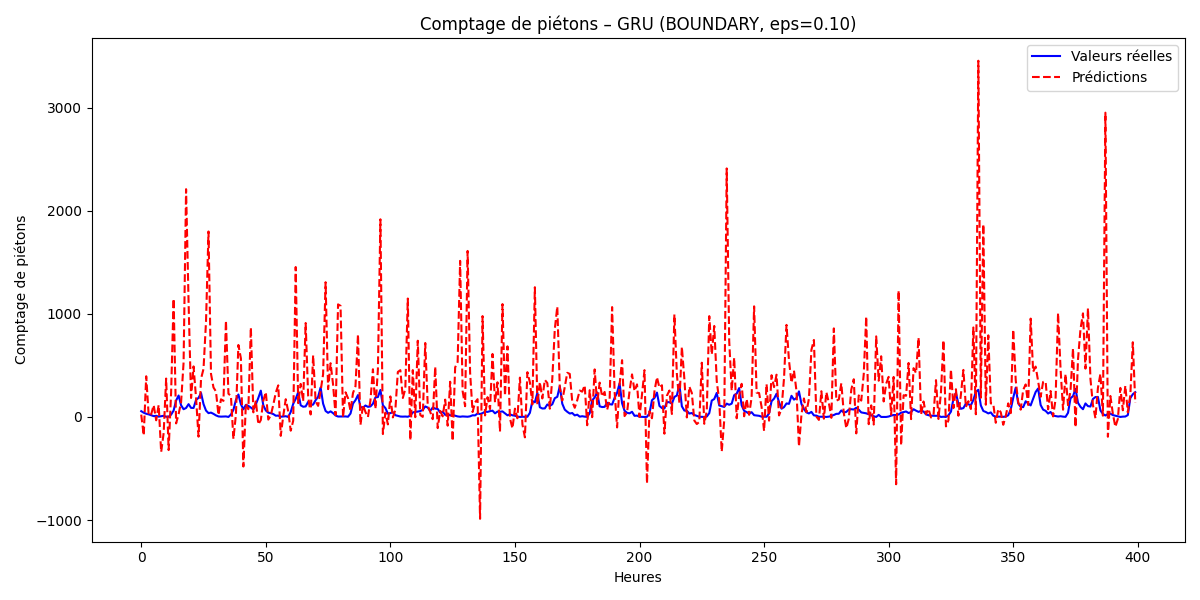 Comptage de piétons – GRU (BOUNDARY, eps=0.10)
Valeurs réelles
Prédictions
Comptage de piétons
3000
2000
1000
0
−1000
0 50 100 150 200 250 300 350 400
Heures